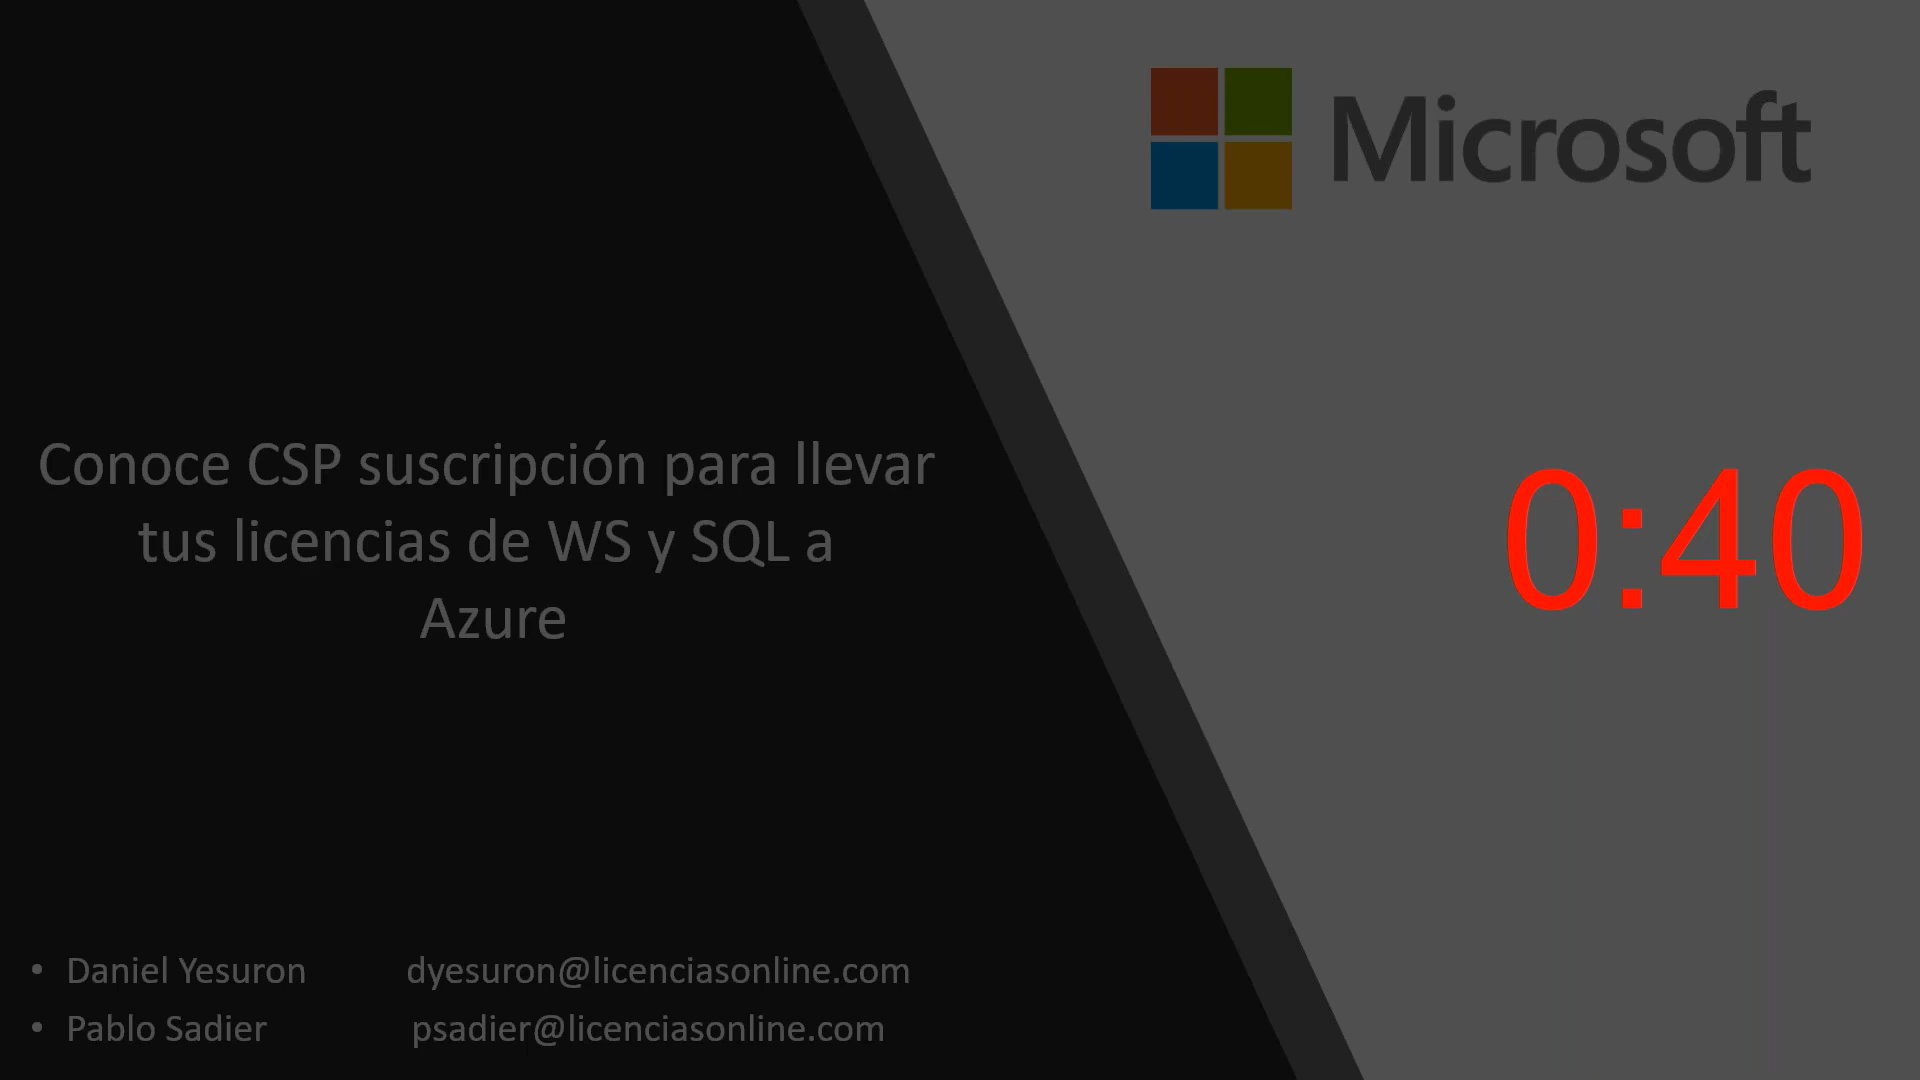 Microsoft
0:40
Conoce CSP suscripción para llevar
tus licencias de WS y SQL a
Azure
• Daniel Yesuron dyesuron@licenciasonline.com
• Pablo Sadier psadier@licenciasonline.com